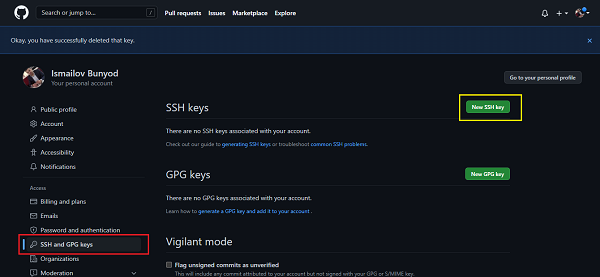 Search or jump to... / Pull requests Issues Marketplace Explore
Okay, you have successfully deleted that key.
Ismailov Bunyod
Your personal account
Go to your personal profile
Public profile
Account
Appearance
Accessibility
Notifications
Access
Billing and plans
Emails
Password and authentication
SSH and GPG keys
Organizations
Moderation
SSH keys
New SSH key
There are no SSH keys associated with your account.
Check out our guide to generating SSH keys or troubleshoot common SSH problems.
GPG keys
New GPG key
There are no GPG keys associated with your account.
Learn how to generate a GPG key and add it to your account .
Vigilant mode
Flag unsigned commits as unverified
This will include any commit attributed to your account but not signed with your GPG or S/MIME key.